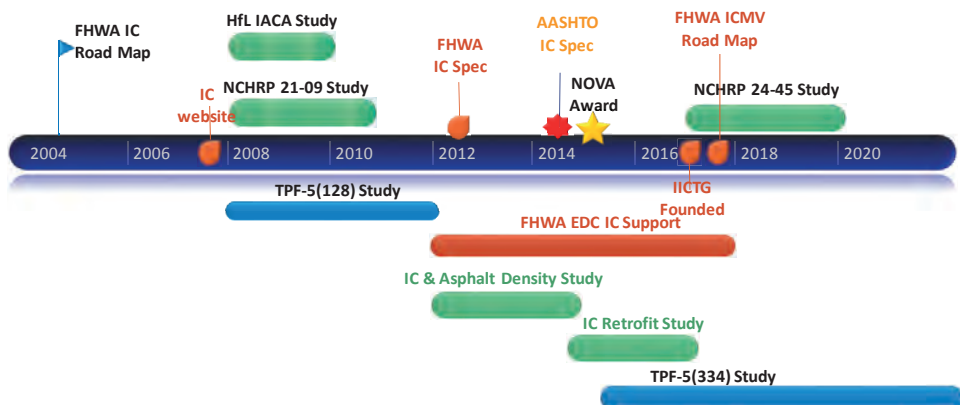 FHWA IC
Road Map
HfL IACA Study
NCHRP 21-09 Study
IC
website
FHWA
IC Spec
AASHTO
IC Spec
NOVA
Award
FHWA ICMV
Road Map
NCHRP 24-45 Study
2004
2006
2008
2010
2012
2014
2016
2018
2020
TPF-5(128) Study
IICTG
Founded
FHWA EDC IC Support
IC & Asphalt Density Study
IC Retrofit Study
TPF-5(334) Study